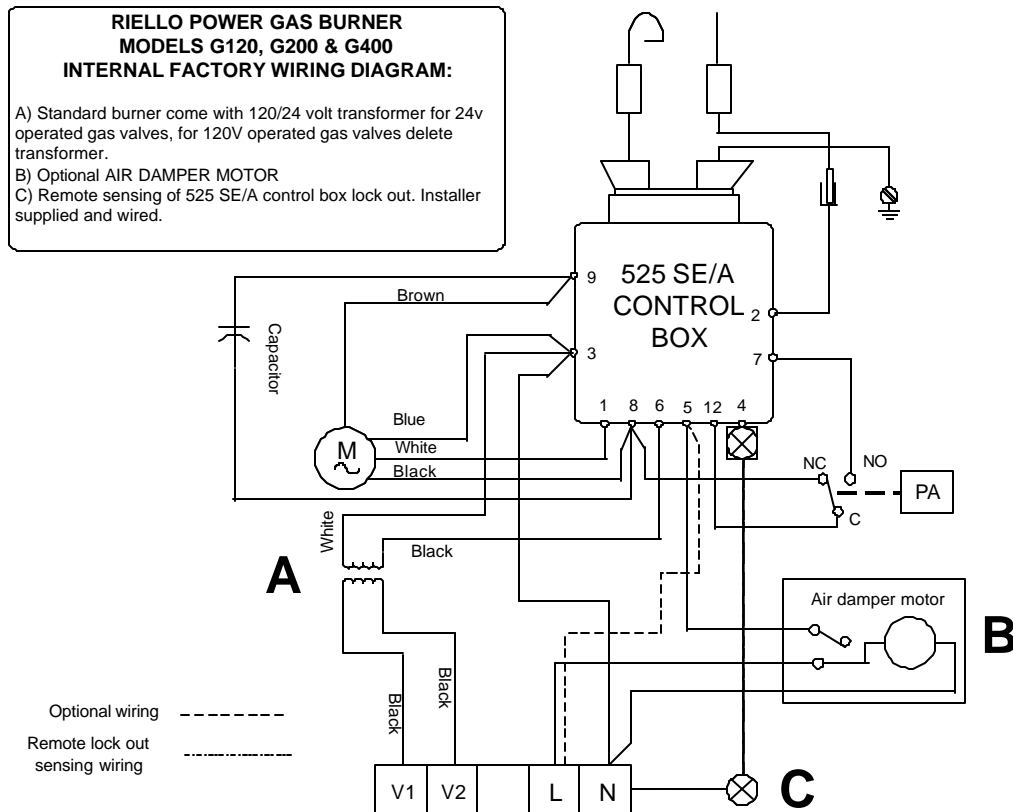 RIELLO POWER GAS BURNER
MODELS G120, G200 & G400
INTERNAL FACTORY WIRING DIAGRAM:
A) Standard burner come with 120/24 volt transformer for 24v
operated gas valves, for 120V operated gas valves delete
transformer.
B) Optional AIR DAMPER MOTOR
C) Remote sensing of 525 SE/A control box lock out. Installer
supplied and wired.
525 SE/A
CONTROL
BOX
9
3
2
7
1 8 6 5 12 4
Brown
Capacitor
Blue
White
Black
M
NC
NO
C
PA
White
Black
A
Air damper motor
B
Black
Black
Optional wiring
Remote lock out
sensing wiring
V1 V2 L N
C